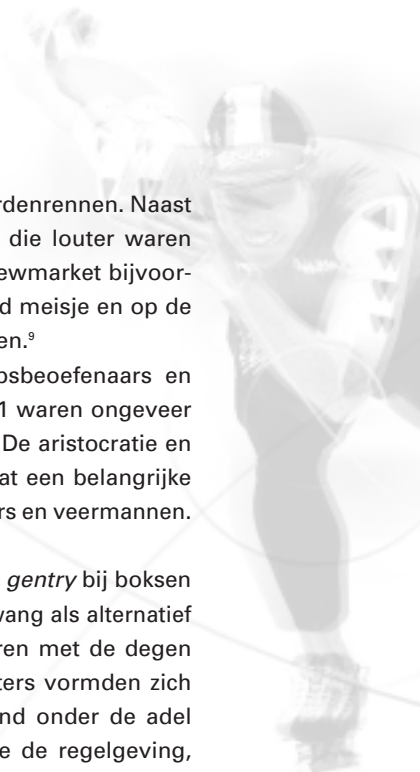 rdenrennen. Naast
die louter waren
ewmarket bijvoor-
d meisje en op de
en.⁹
osbeoefenaars en
1 waren ongeveer
De aristocratie en
at een belangrijke
rs en veermannen.
gentry bij boksen
vang als alternatief
ren met de degen
ters vormden zich
nd onder de adel
e de regelgeving,